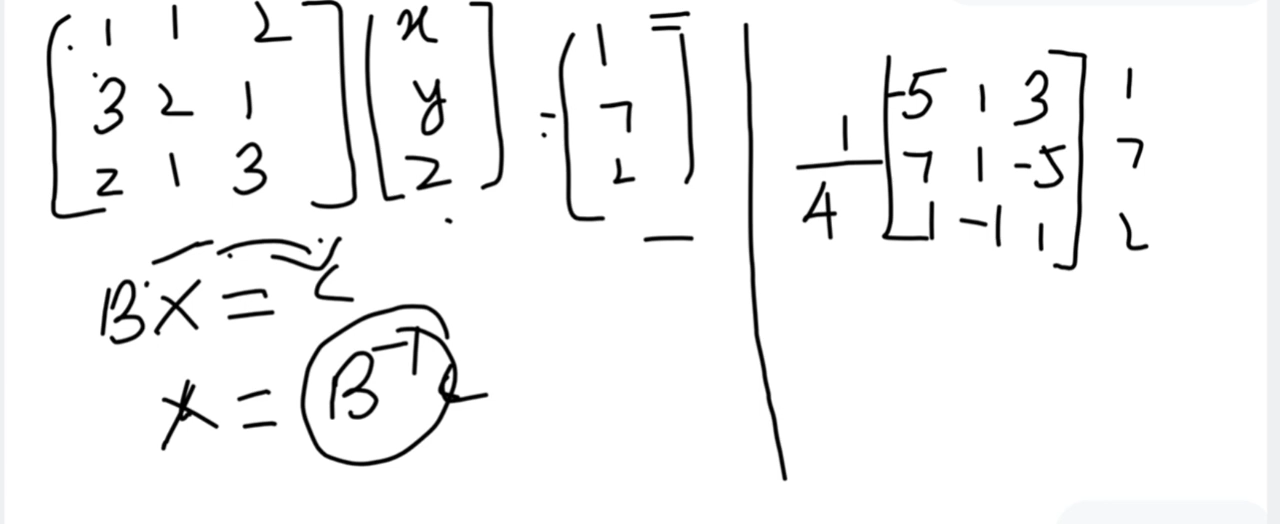 [1 1 2] [x] = [1]
[3 2 1] [y] [7]
[2 1 3] [z] [2]
BX = C
X = B⁻¹C
1/4 [-5 1 3] 1
[7 1 -5] 7
[1 -1 1] 2